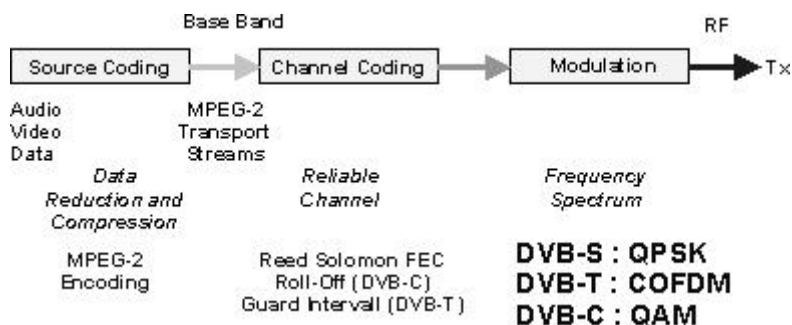 Base Band
RF
Source Coding
Channel Coding
Modulation
Tx
Audio
Video
Data
MPEG-2
Transport
Streams
Data
Reduction and
Compression
Reliable
Channel
Frequency
Spectrum
MPEG-2
Encoding
Reed Solomon FEC
Roll-Off (DVB-C)
Guard Intervall (DVB-T)
DVB-S : QPSK
DVB-T : COFDM
DVB-C : QAM